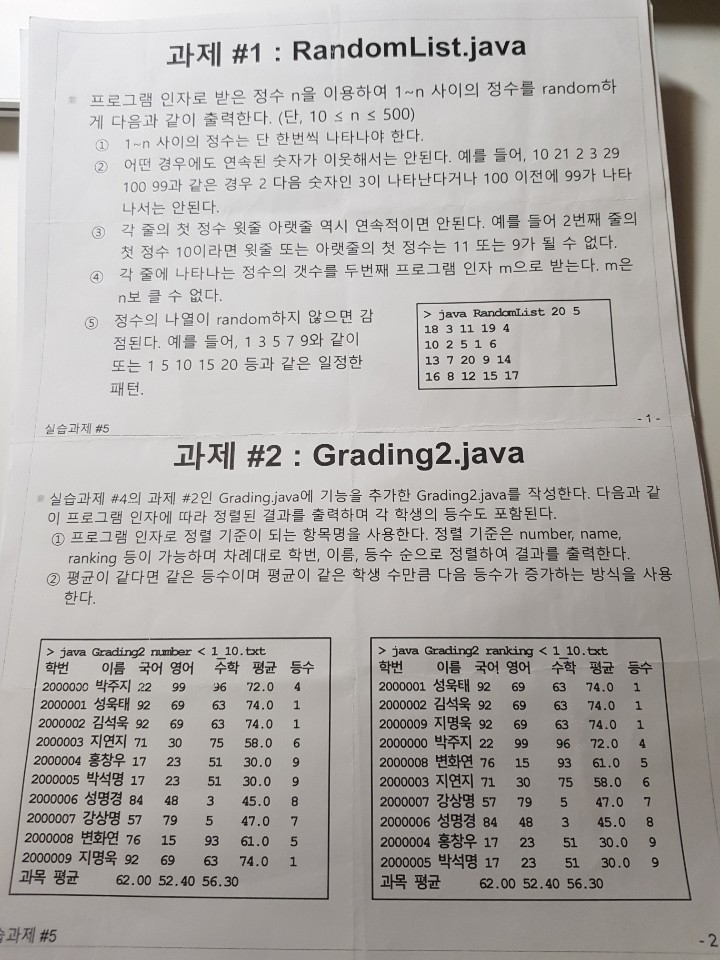 과제 #1 : RandomList.java
프로그램 인자로 받은 정수 n을 이용하여 1~n 사이의 정수를 random하
게 다음과 같이 출력한다. (단, 10 ≤ n ≤ 500)
① 1~n 사이의 정수는 단 한번씩 나타나야 한다.
② 어떤 경우에도 연속된 숫자가 이웃해서는 안된다. 예를 들어, 10 21 2 3 29
100 99과 같은 경우 2 다음 숫자인 3이 나타난다거나 100 이전에 99가 나타
나서는 안된다.
③ 각 줄의 첫 정수 윗줄 아랫줄 역시 연속적이면 안된다. 예를 들어 2번째 줄의
첫 정수 10이라면 윗줄 또는 아랫줄의 첫 정수는 11 또는 9가 될 수 없다.
④ 각 줄에 나타나는 정수의 갯수를 두번째 프로그램 인자 m으로 받는다. m은
n보 클 수 없다.
⑤ 정수의 나열이 random하지 않으면 감
점된다. 예를 들어, 1 3 5 7 9와 같이
또는 1 5 10 15 20 등과 같은 일정한
패턴.
> java RandomList 20 5
18 3 11 19 4
10 2 5 1 6
13 7 20 9 14
16 8 12 15 17
실습과제 #5
- 1 -
과제 #2 : Grading2.java
실습과제 #4의 과제 #2인 Grading.java에 기능을 추가한 Grading2.java를 작성한다. 다음과 같
이 프로그램 인자에 따라 정렬된 결과를 출력하며 각 학생의 등수도 포함된다.
① 프로그램 인자로 정렬 기준이 되는 항목명을 사용한다. 정렬 기준은 number, name,
ranking 등이 가능하며 차례대로 학번, 이름, 등수 순으로 정렬하여 결과를 출력한다.
② 평균이 같다면 같은 등수이며 평균이 같은 학생 수만큼 다음 등수가 증가하는 방식을 사용
한다.
> java Grading2 number < 1_10.txt
학번 이름 국어 영어 수학 평균 등수
2000000 박주지 22 99 96 72.0 4
2000001 성욱태 92 69 63 74.0 1
2000002 김석욱 92 69 63 74.0 1
2000003 지연지 71 30 75 58.0 6
2000004 홍창우 17 23 51 30.0 9
2000005 박석명 17 23 51 30.0 9
2000006 성명경 84 48 3 45.0 8
2000007 강상명 57 79 5 47.0 7
2000008 변화연 76 15 93 61.0 5
2000009 지명욱 92 69 63 74.0 1
과목 평균 62.00 52.40 56.30
> java Grading2 ranking < 1_10.txt
학번 이름 국어 영어 수학 평균 등수
2000001 성욱태 92 69 63 74.0 1
2000002 김석욱 92 69 63 74.0 1
2000009 지명욱 92 69 63 74.0 1
2000000 박주지 22 99 96 72.0 4
2000008 변화연 76 15 93 61.0 5
2000003 지연지 71 30 75 58.0 6
2000007 강상명 57 79 5 47.0 7
2000006 성명경 84 48 3 45.0 8
2000004 홍창우 17 23 51 30.0 9
2000005 박석명 17 23 51 30.0 9
과목 평균 62.00 52.40 56.30
습과제 #5
- 2